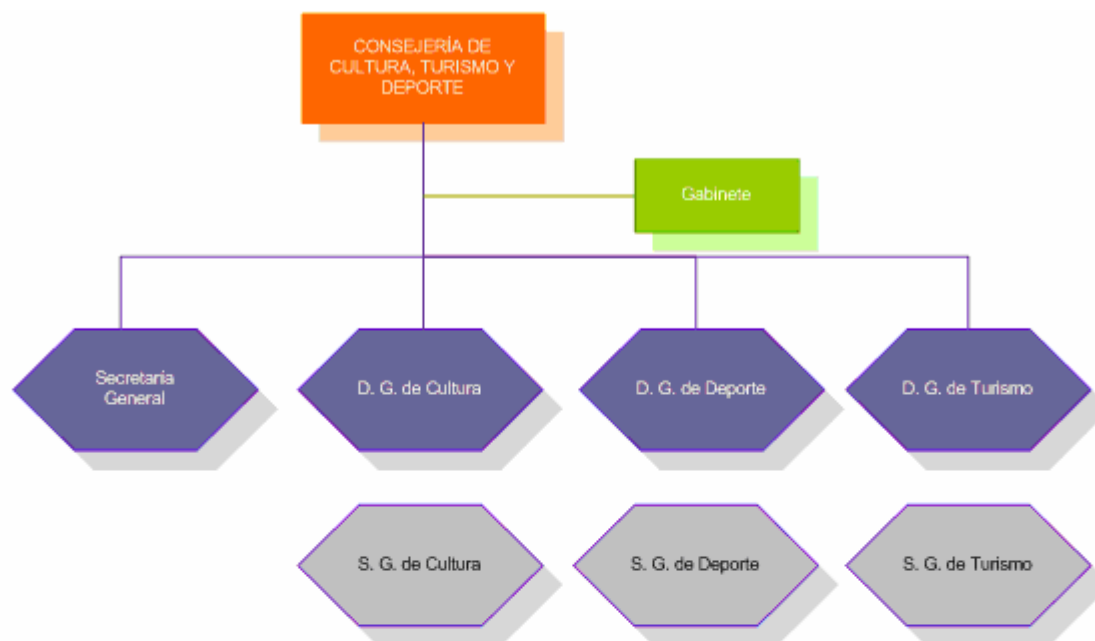 CONSEJERÍA DE
CULTURA, TURISMO Y
DEPORTE
Gabinete
Secretaría
General
D. G. de Cultura
D. G. de Deporte
D. G. de Turismo
S. G. de Cultura
S. G. de Deporte
S. G. de Turismo